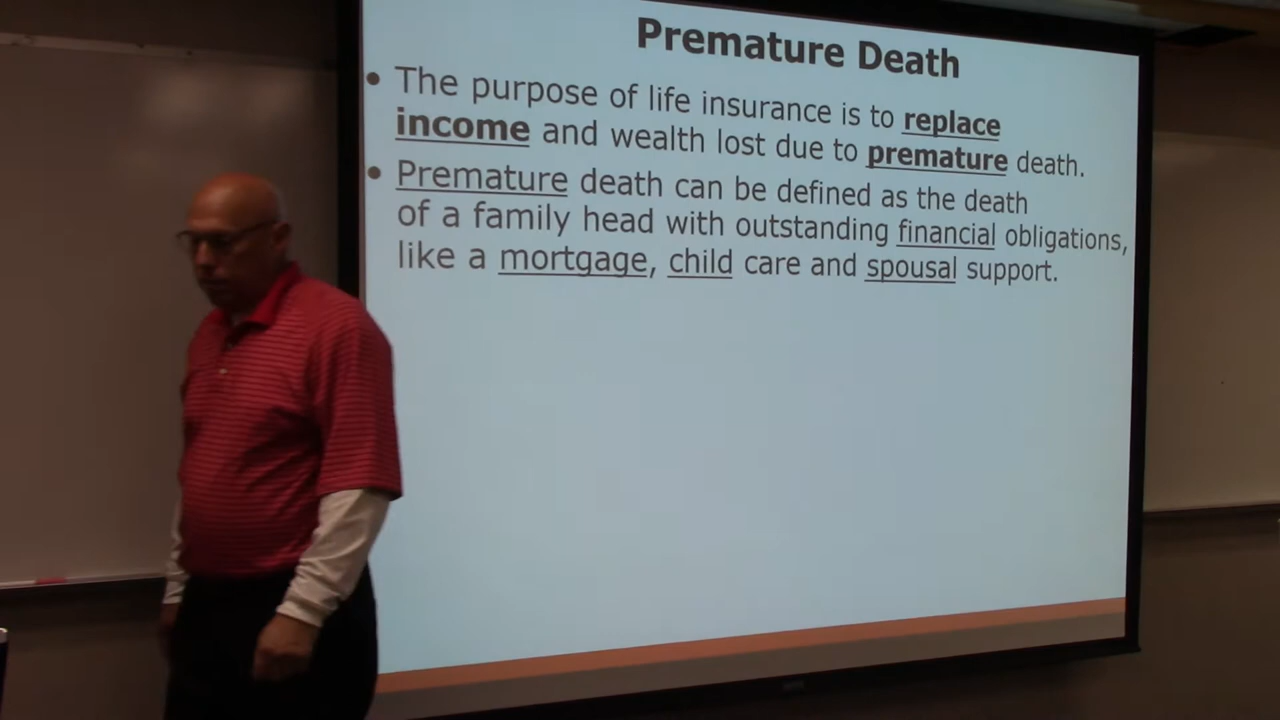 Premature Death
• The purpose of life insurance is to replace
income and wealth lost due to premature death.
• Premature death can be defined as the death
of a family head with outstanding financial obligations,
like a mortgage, child care and spousal support.